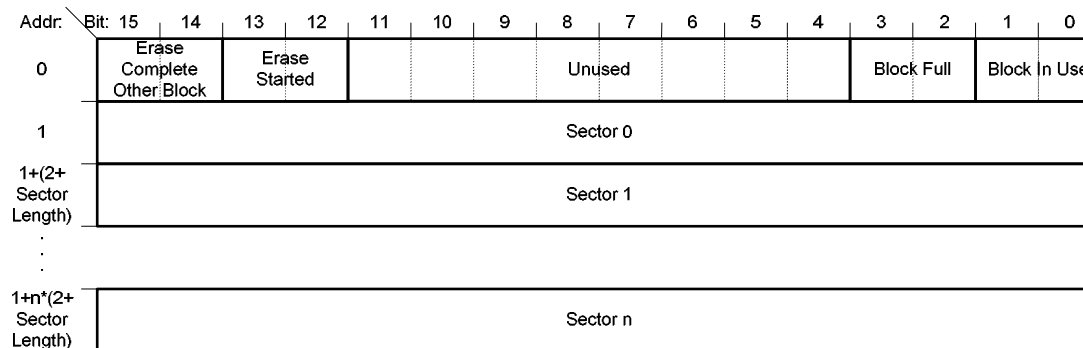 Addr: Bit: 15 14 13 12 11 10 9 8 7 6 5 4 3 2 1 0
0
Erase
Complete
Other Block
Erase
Started
Unused
Block Full
Block In Use
1
Sector 0
1+(2+
Sector
Length)
Sector 1
.
.
.
1+n*(2+
Sector
Length)
Sector n